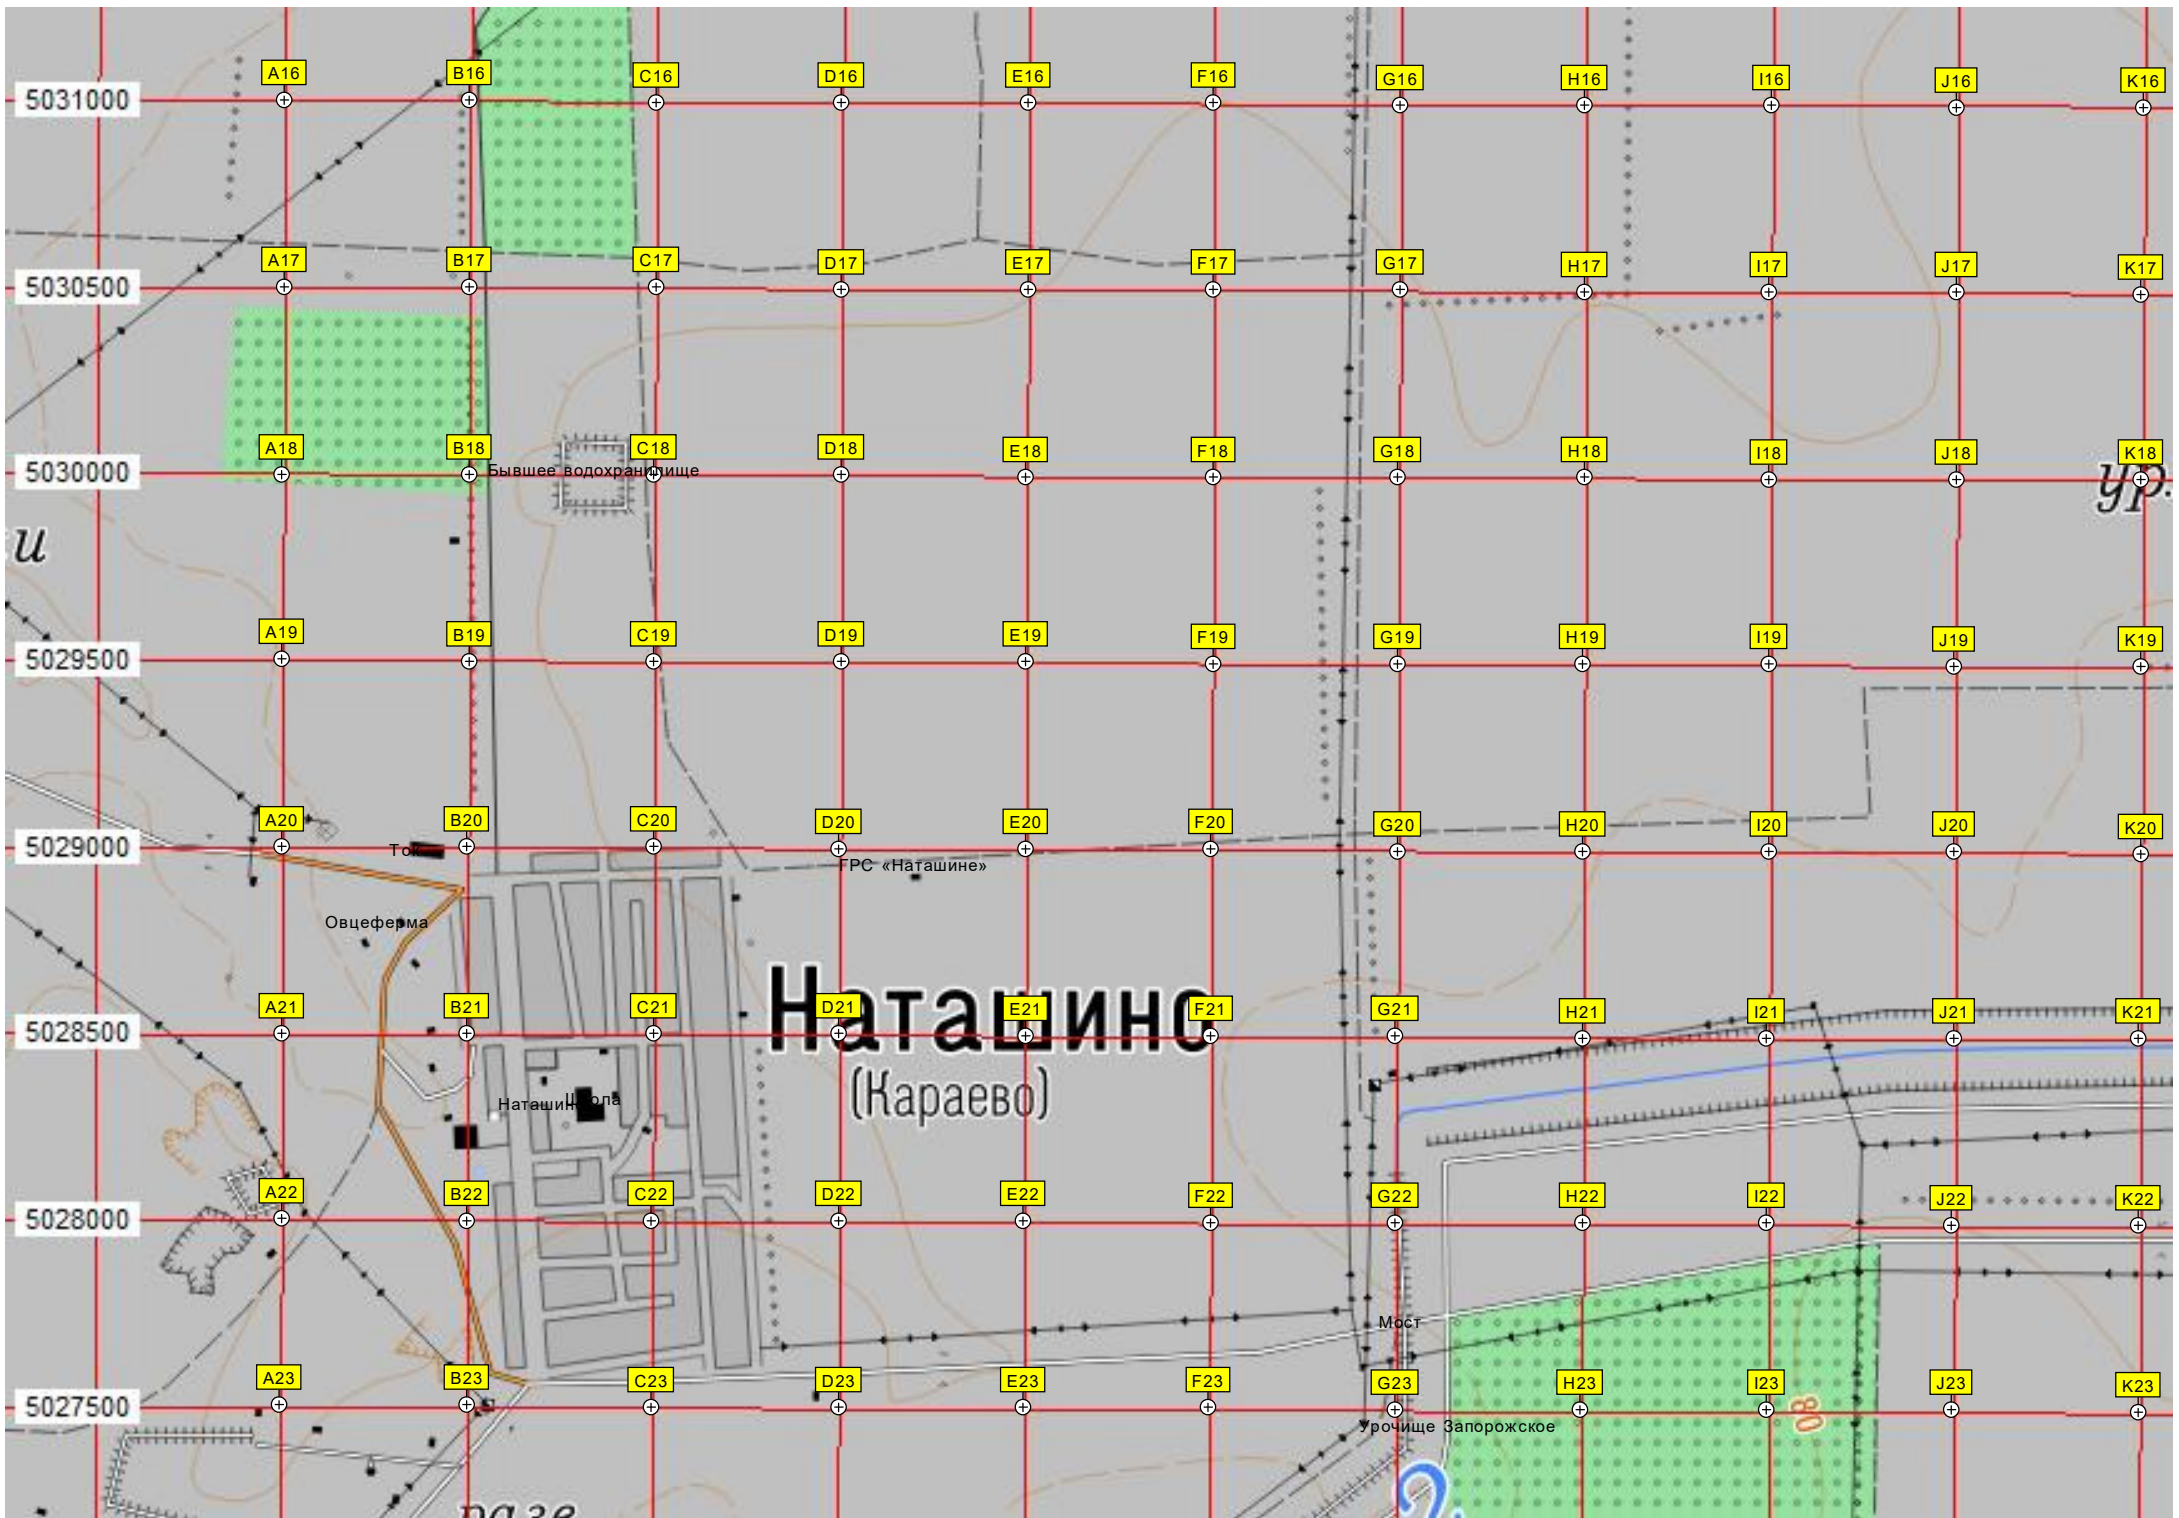 A16 B16 C16 D16 E16 F16 G16 H16 I16 J16 K16
5031000
A17 B17 C17 D17 E17 F17 G17 H17 I17 J17 K17
5030500
A18 B18 C18 D18 E18 F18 G18 H18 I18 J18 K18
5030000
Бывшее водохранилище
ур.
и
A19 B19 C19 D19 E19 F19 G19 H19 I19 J19 K19
5029500
A20 B20 C20 D20 E20 F20 G20 H20 I20 J20 K20
5029000
Ток
ГРС «Наташине»
Овцеферма
A21 B21 C21 D21 E21 F21 G21 H21 I21 J21 K21
Наташино
5028500
(Караево)
Школа
A22 B22 C22 D22 E22 F22 G22 H22 I22 J22 K22
5028000
Мост
A23 B23 C23 D23 E23 F23 G23 H23 I23 J23 K23
5027500
80
Урочище Запорожское
разе